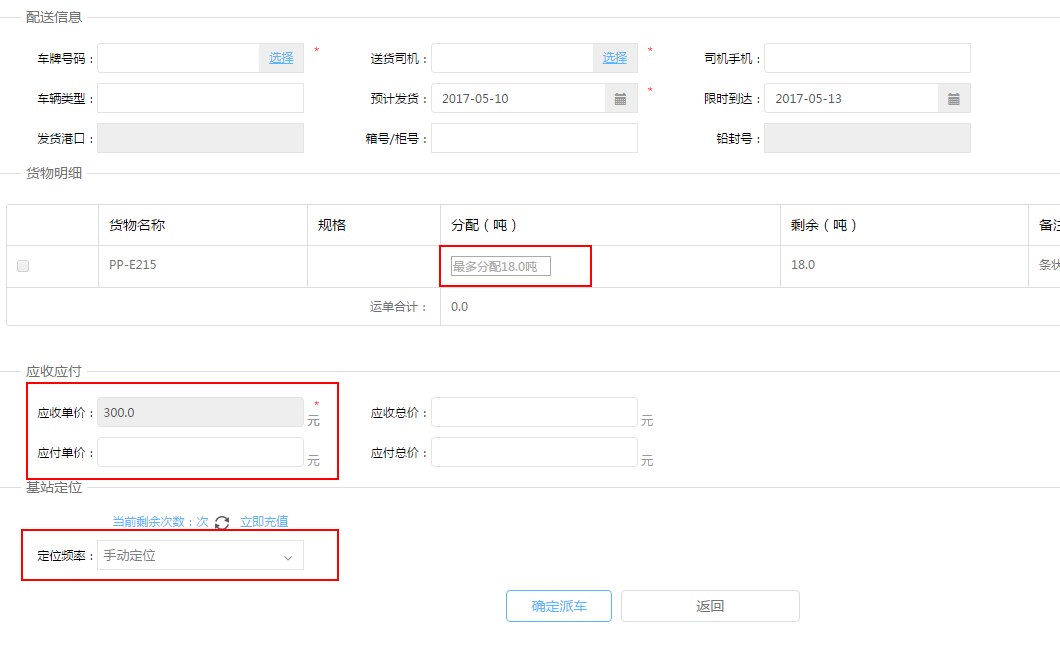 配送信息
车牌号码： 选择 * 送货司机： 选择 * 司机手机：
车辆类型： 预计发货： 2017-05-10 * 限时到达： 2017-05-13
发货港口： 箱号/柜号： 铅封号：
货物明细
货物名称 规格 分配（吨） 剩余（吨） 备注
PP-E215 最多分配18.0吨 18.0 条状
运单合计： 0.0
应收应付
应收单价： 300.0 * 元 应收总价： 元
应付单价： 元 应付总价： 元
基站定位
当前剩余次数：次 立即充值
定位频率： 手动定位
确定派车 返回